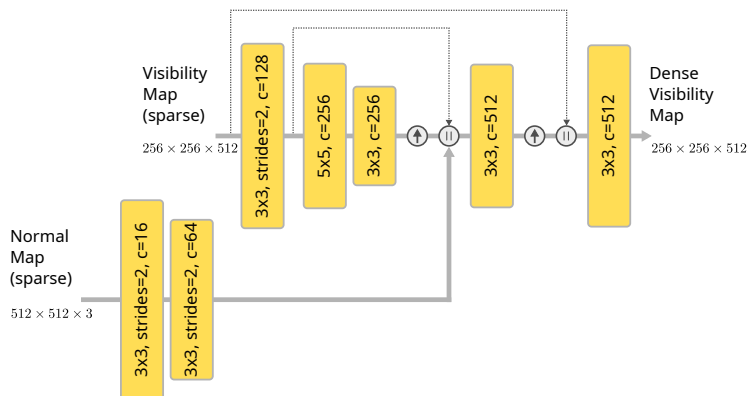 Visibility
Map
(sparse)
256 × 256 × 512
3x3, strides=2, c=128
5x5, c=256
3x3, c=256
3x3, c=512
3x3, c=512
Dense
Visibility
Map
256 × 256 × 512
Normal
Map
(sparse)
512 × 512 × 3
3x3, strides=2, c=16
3x3, strides=2, c=64